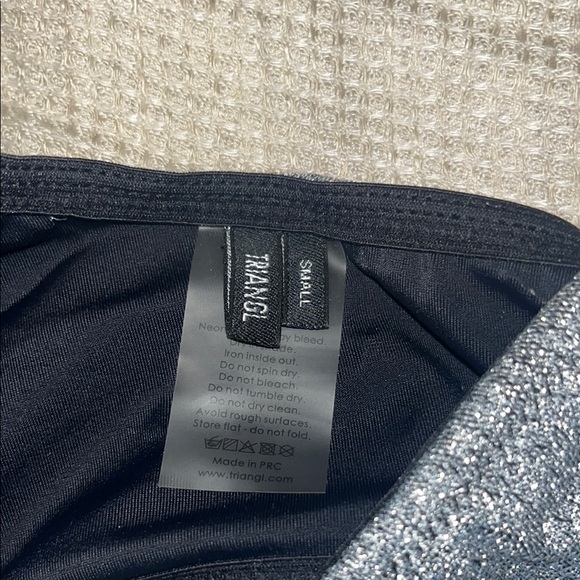 TRIANGL
SMALL
bleed.
Iron inside out.
Do not spin dry.
Do not bleach.
Do not tumble dry.
Do not dry clean.
Avoid rough surfaces.
Store flat - do not fold.
Made in PRC
www.triangl.com